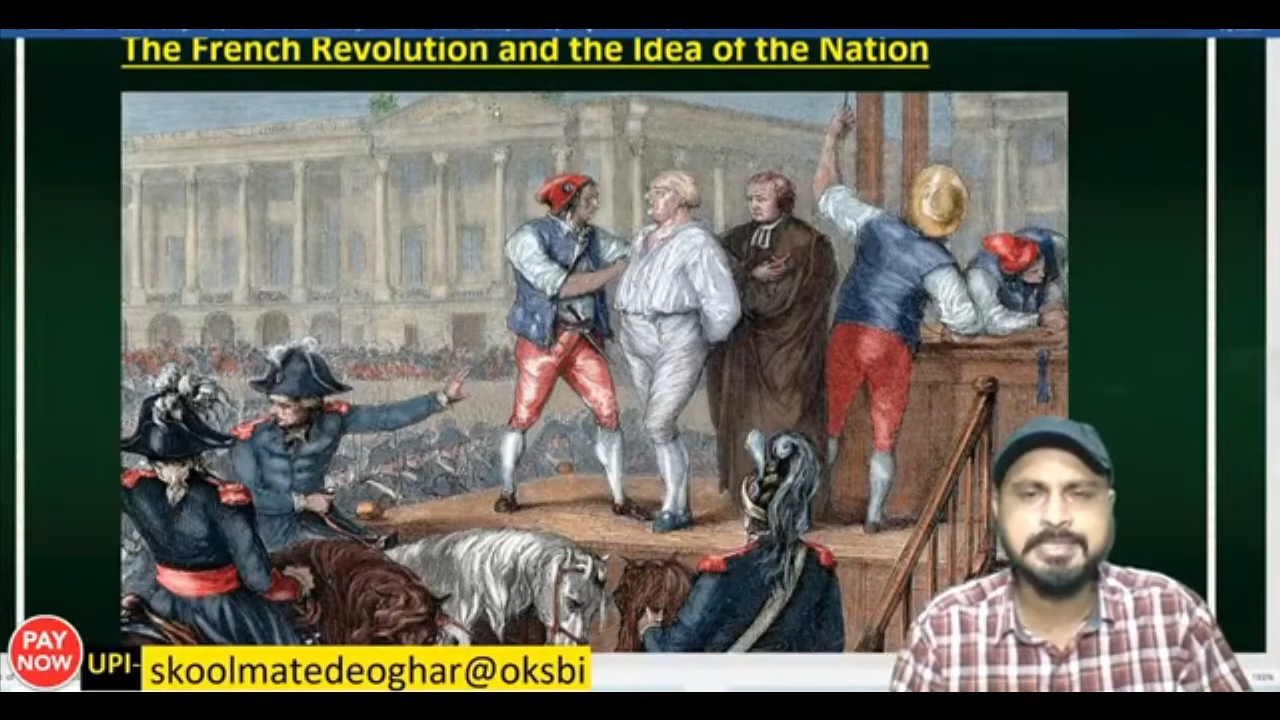 The French Revolution and the Idea of the Nation
PAY
NOW
UPI-
skoolmatedeoghar@oksbi